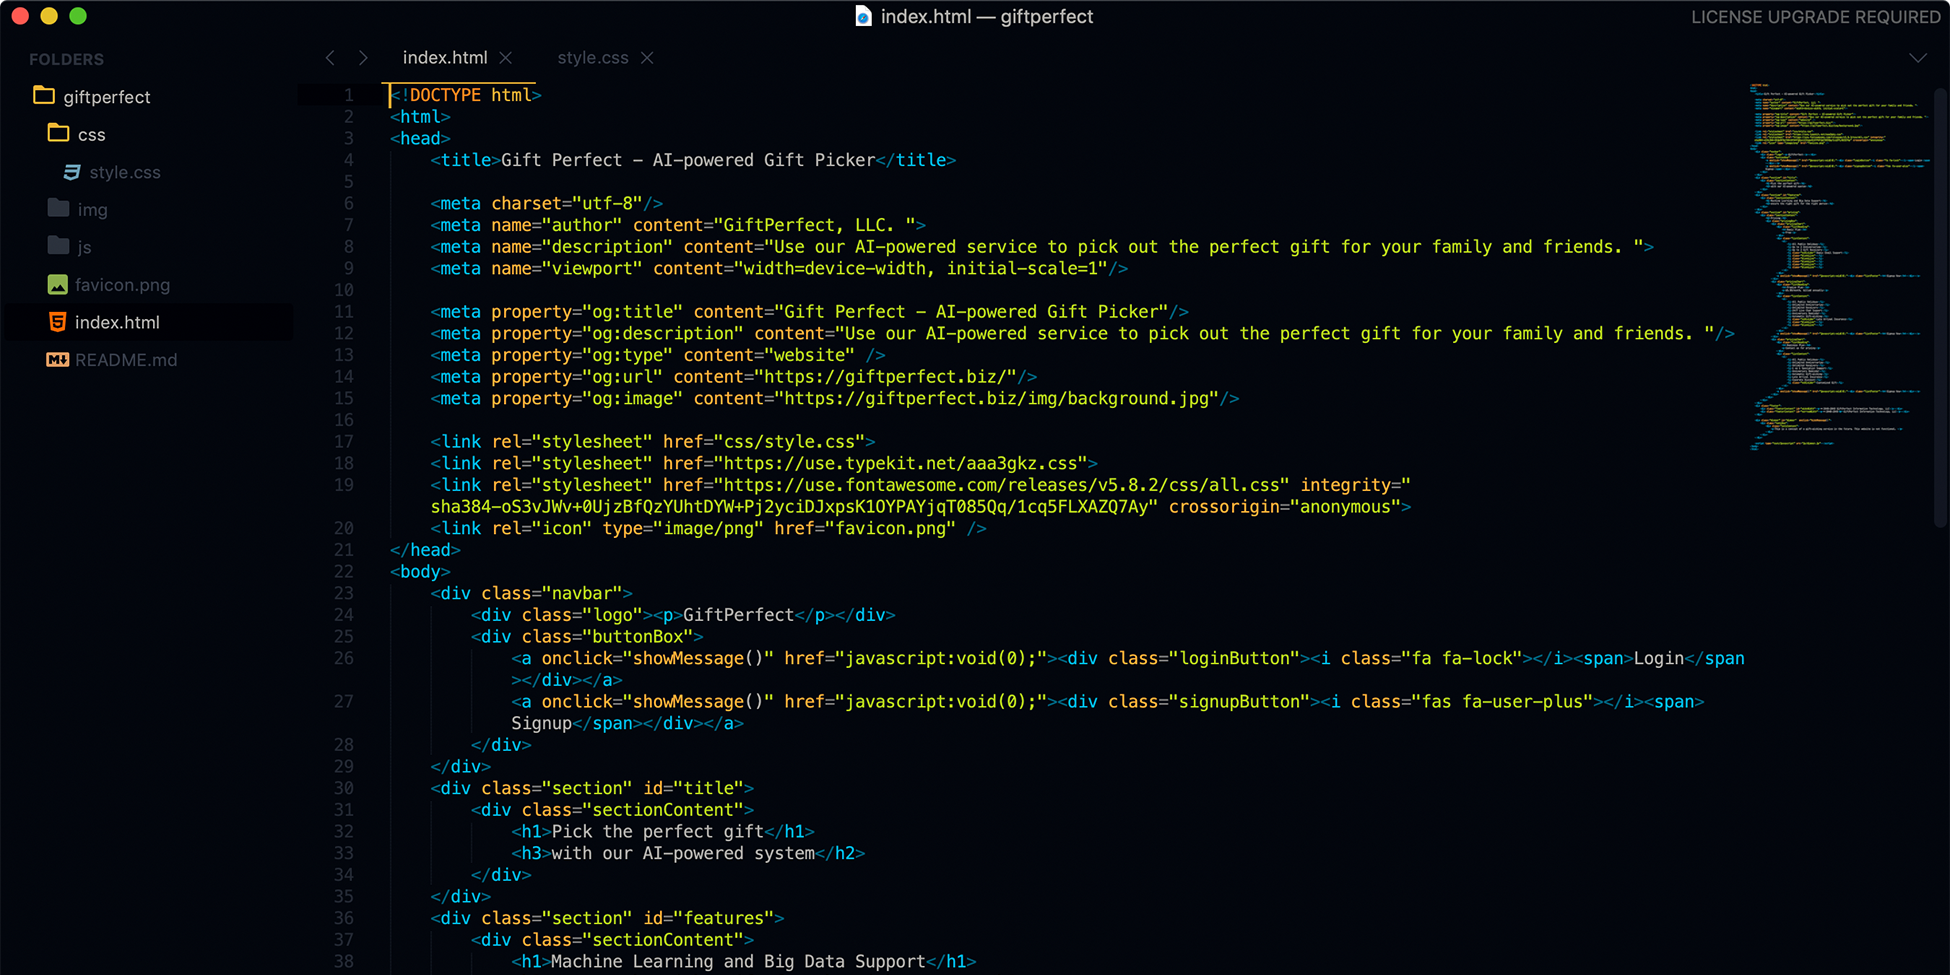 index.html — giftperfect
LICENSE UPGRADE REQUIRED
FOLDERS
giftperfect
css
style.css
img
js
favicon.png
index.html
README.md
index.html
style.css
1 <!DOCTYPE html>
2 <html>
3 <head>
4 <title>Gift Perfect - AI-powered Gift Picker</title>
5
6 <meta charset="utf-8"/>
7 <meta name="author" content="GiftPerfect, LLC. ">
8 <meta name="description" content="Use our AI-powered service to pick out the perfect gift for your family and friends. ">
9 <meta name="viewport" content="width=device-width, initial-scale=1"/>
10
11 <meta property="og:title" content="Gift Perfect - AI-powered Gift Picker"/>
12 <meta property="og:description" content="Use our AI-powered service to pick out the perfect gift for your family and friends. "/>
13 <meta property="og:type" content="website" />
14 <meta property="og:url" content="https://giftperfect.biz/"/>
15 <meta property="og:image" content="https://giftperfect.biz/img/background.jpg"/>
16
17 <link rel="stylesheet" href="css/style.css">
18 <link rel="stylesheet" href="https://use.typekit.net/aaa3gkz.css">
19 <link rel="stylesheet" href="https://use.fontawesome.com/releases/v5.8.2/css/all.css" integrity="
sha384-oS3vJWv+0UjzBfQzYUhtDYW+Pj2yciDJxpsK1OYPAYjqT085Qq/1cq5FLXAZQ7Ay" crossorigin="anonymous">
20 <link rel="icon" type="image/png" href="favicon.png" />
21 </head>
22 <body>
23 <div class="navbar">
24 <div class="logo"><p>GiftPerfect</p></div>
25 <div class="buttonBox">
26 <a onclick="showMessage()" href="javascript:void(0);"><div class="loginButton"><i class="fa fa-lock"></i><span>Login</span
></div></a>
27 <a onclick="showMessage()" href="javascript:void(0);"><div class="signupButton"><i class="fas fa-user-plus"></i><span>
Signup</span></div></a>
28 </div>
29 </div>
30 <div class="section" id="title">
31 <div class="sectionContent">
32 <h1>Pick the perfect gift</h1>
33 <h3>with our AI-powered system</h2>
34 </div>
35 </div>
36 <div class="section" id="features">
37 <div class="sectionContent">
38 <h1>Machine Learning and Big Data Support</h1>